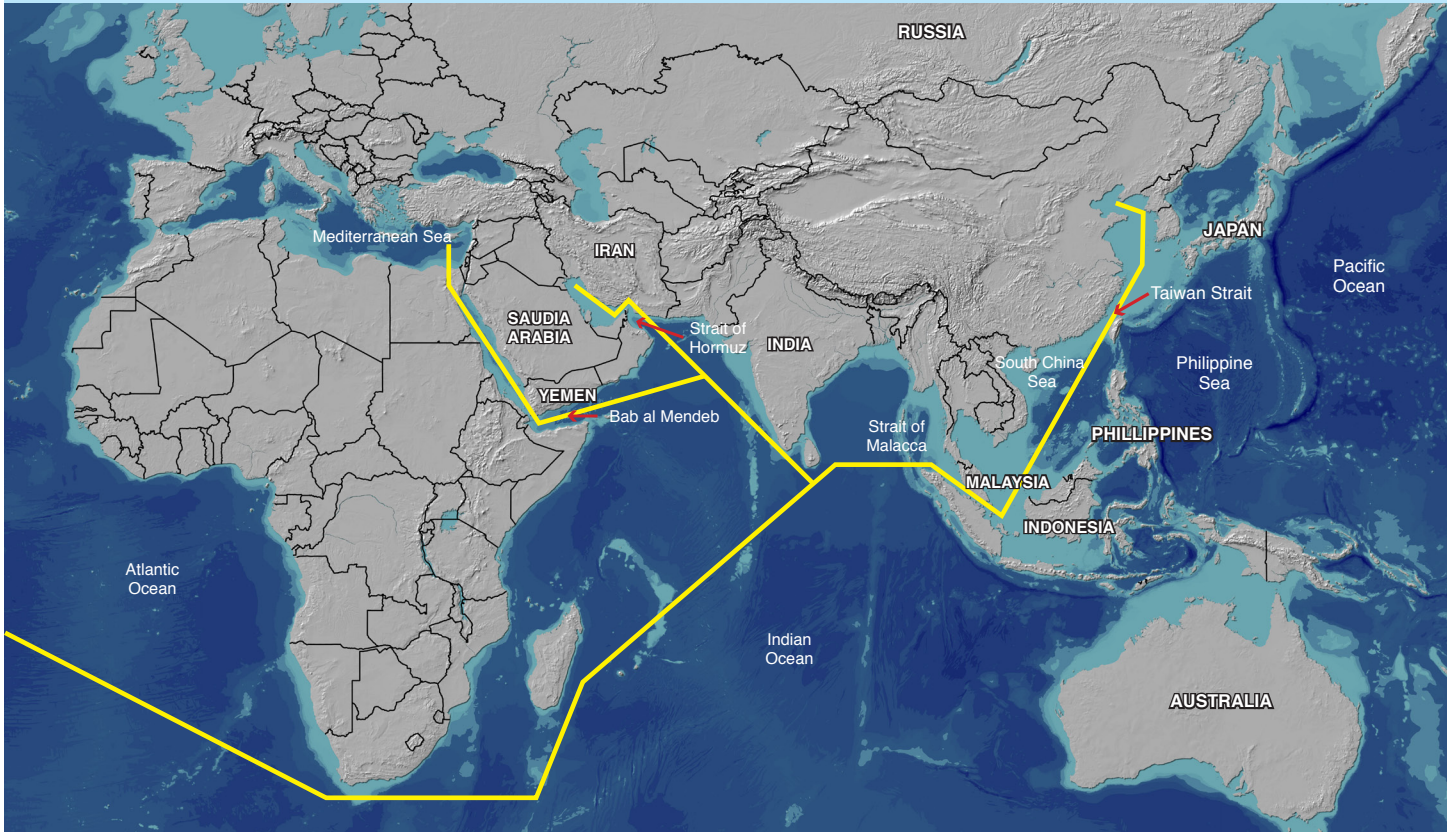 RUSSIA
Mediterranean Sea
IRAN
JAPAN
Pacific
Ocean
Taiwan Strait
SAUDIA
ARABIA
Strait of
Hormuz
INDIA
South China
Sea
Philippine
Sea
YEMEN
Bab al Mendeb
Strait of
Malacca
PHILLIPPINES
MALAYSIA
INDONESIA
Atlantic
Ocean
Indian
Ocean
AUSTRALIA